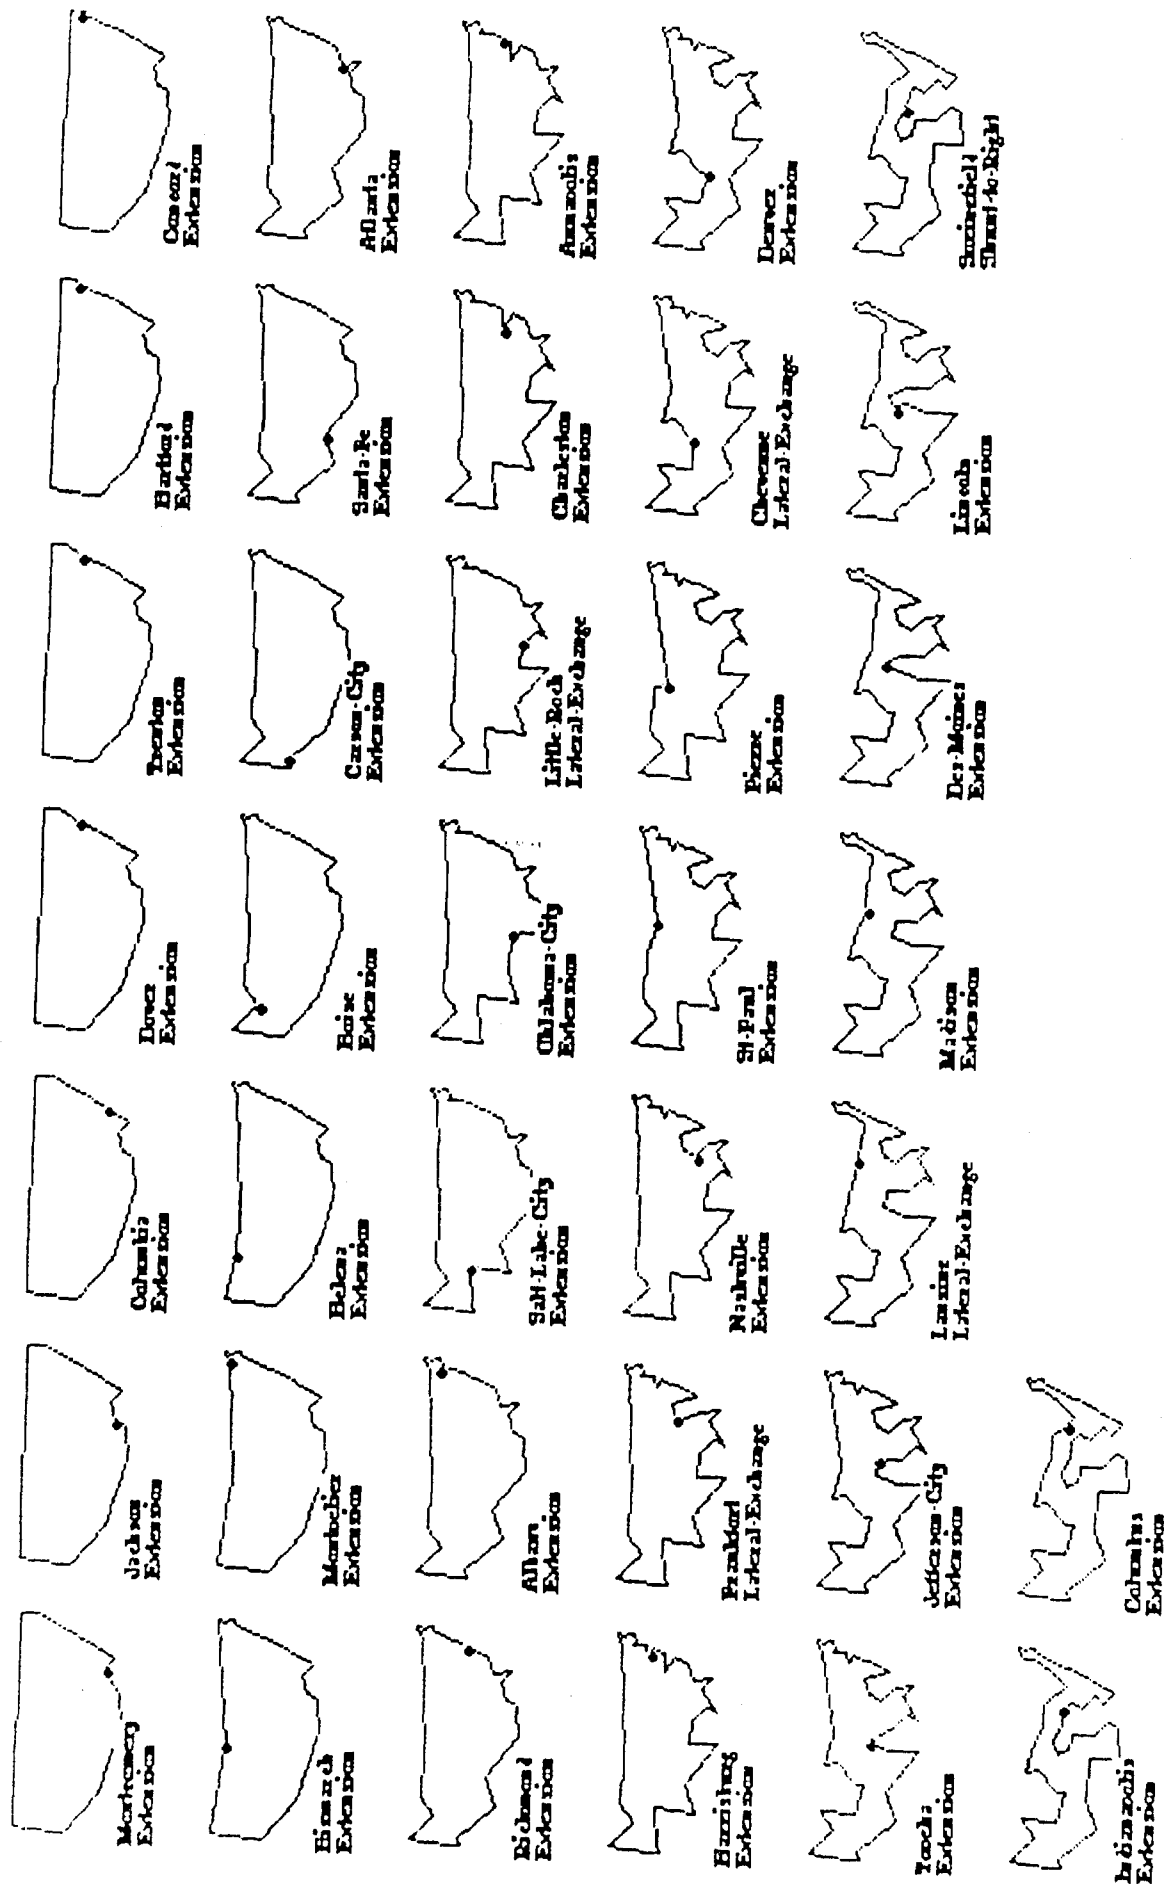 Montgomery
Extension
Jackson
Extension
Columbia
Extension
Dover
Extension
Trenton
Extension
Hartford
Extension
Concord
Extension
Bismarck
Extension
Montpelier
Extension
Helena
Extension
Boise
Extension
Carson-City
Extension
Santa-Fe
Extension
Atlanta
Extension
Richmond
Extension
Albany
Extension
Salt-Lake-City
Extension
Oklahoma-City
Extension
Little-Rock
Lateral-Exchange
Charleston
Extension
Annapolis
Extension
Harrisburg
Extension
Frankfort
Lateral-Exchange
Nashville
Extension
St-Paul
Extension
Pierre
Extension
Cheyenne
Lateral-Exchange
Denver
Extension
Topeka
Extension
Jefferson-City
Extension
Lansing
Lateral-Exchange
Madison
Extension
Des-Moines
Extension
Lincoln
Extension
Springfield
Short-to-Right
Indianapolis
Extension
Columbus
Extension